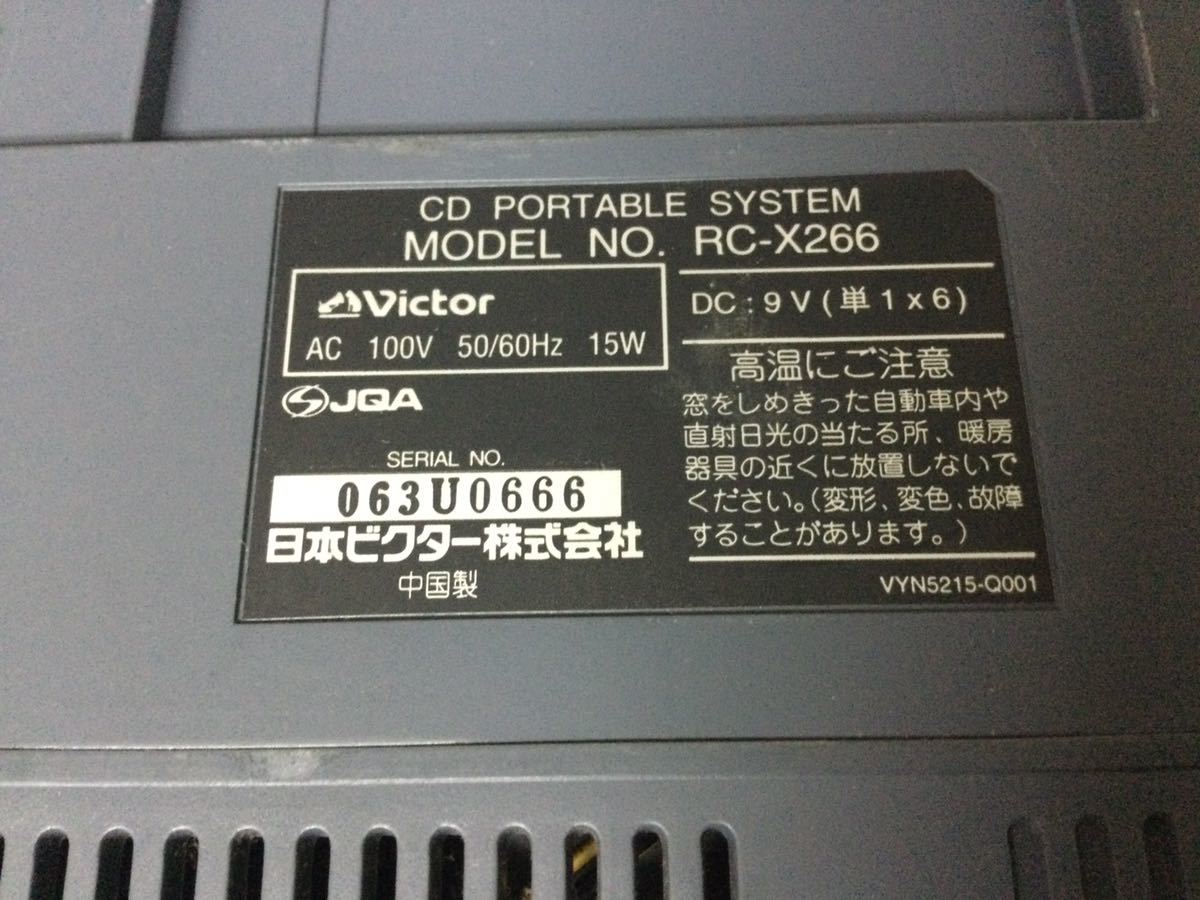 CD PORTABLE SYSTEM
MODEL NO. RC-X266
Victor
AC 100V 50/60Hz 15W
JQA
SERIAL NO.
063U0666
日本ビクター株式会社
中国製
DC : 9V(単1x6)
高温にご注意
窓をしめきった自動車内や
直射日光の当たる所、暖房
器具の近くに放置しないで
ください。(変形、変色、故障
することがあります。)
VYN5215-Q001